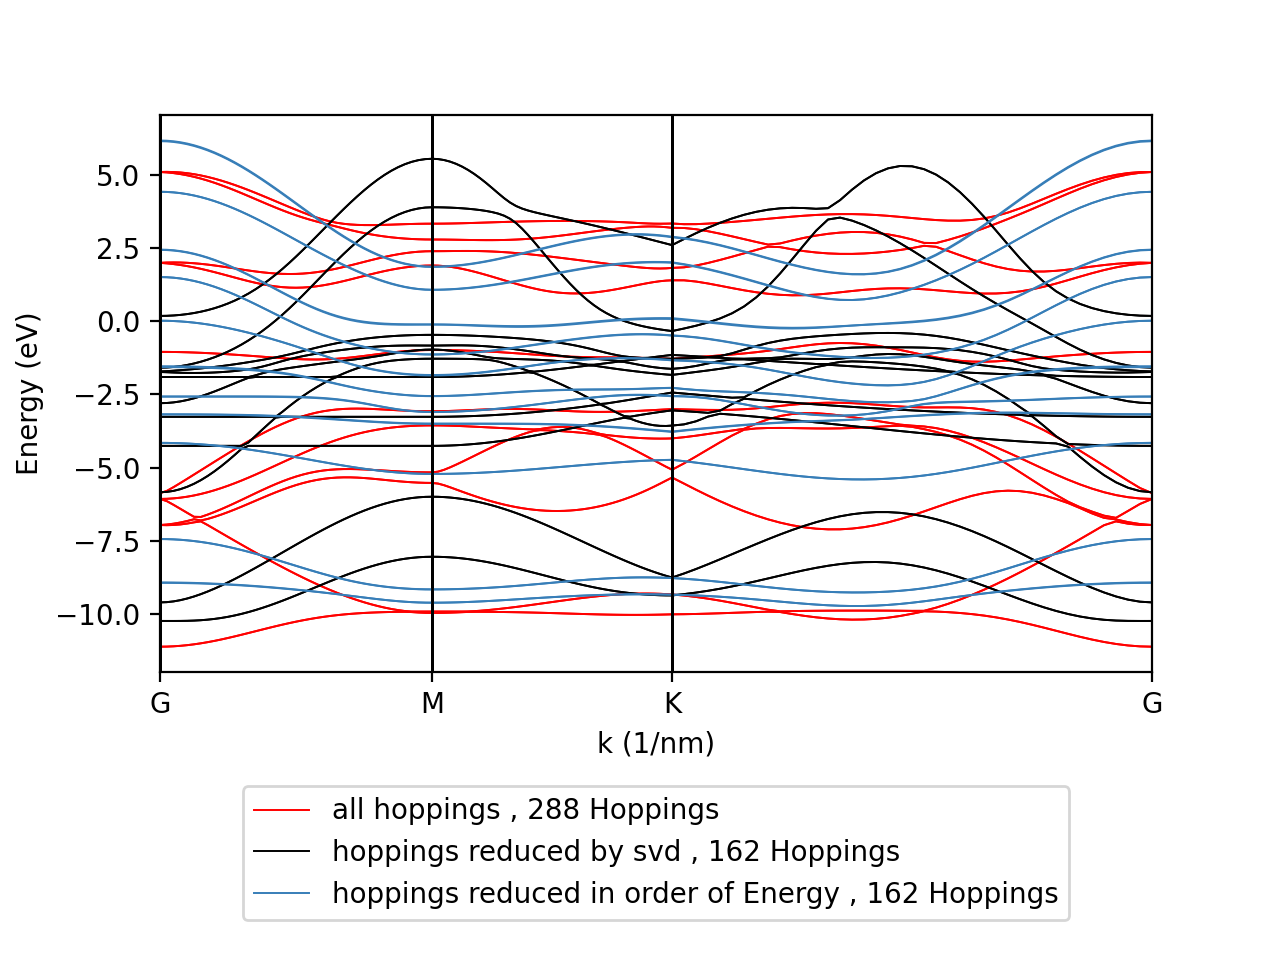 5.0
2.5
0.0
−2.5
−5.0
−7.5
−10.0
Energy (eV)
G M K G
k (1/nm)
all hoppings , 288 Hoppings
hoppings reduced by svd , 162 Hoppings
hoppings reduced in order of Energy , 162 Hoppings